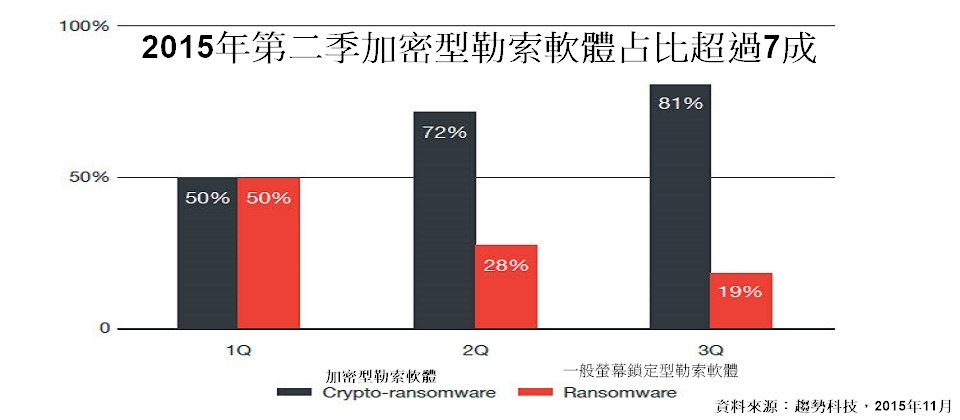 100%
2015年第二季加密型勒索軟體占比超過7成
81%
72%
50%
50%
50%
28%
19%
0
1Q
2Q
3Q
加密型勒索軟體
一般螢幕鎖定型勒索軟體
Crypto-ransomware
Ransomware
資料來源：趨勢科技，2015年11月